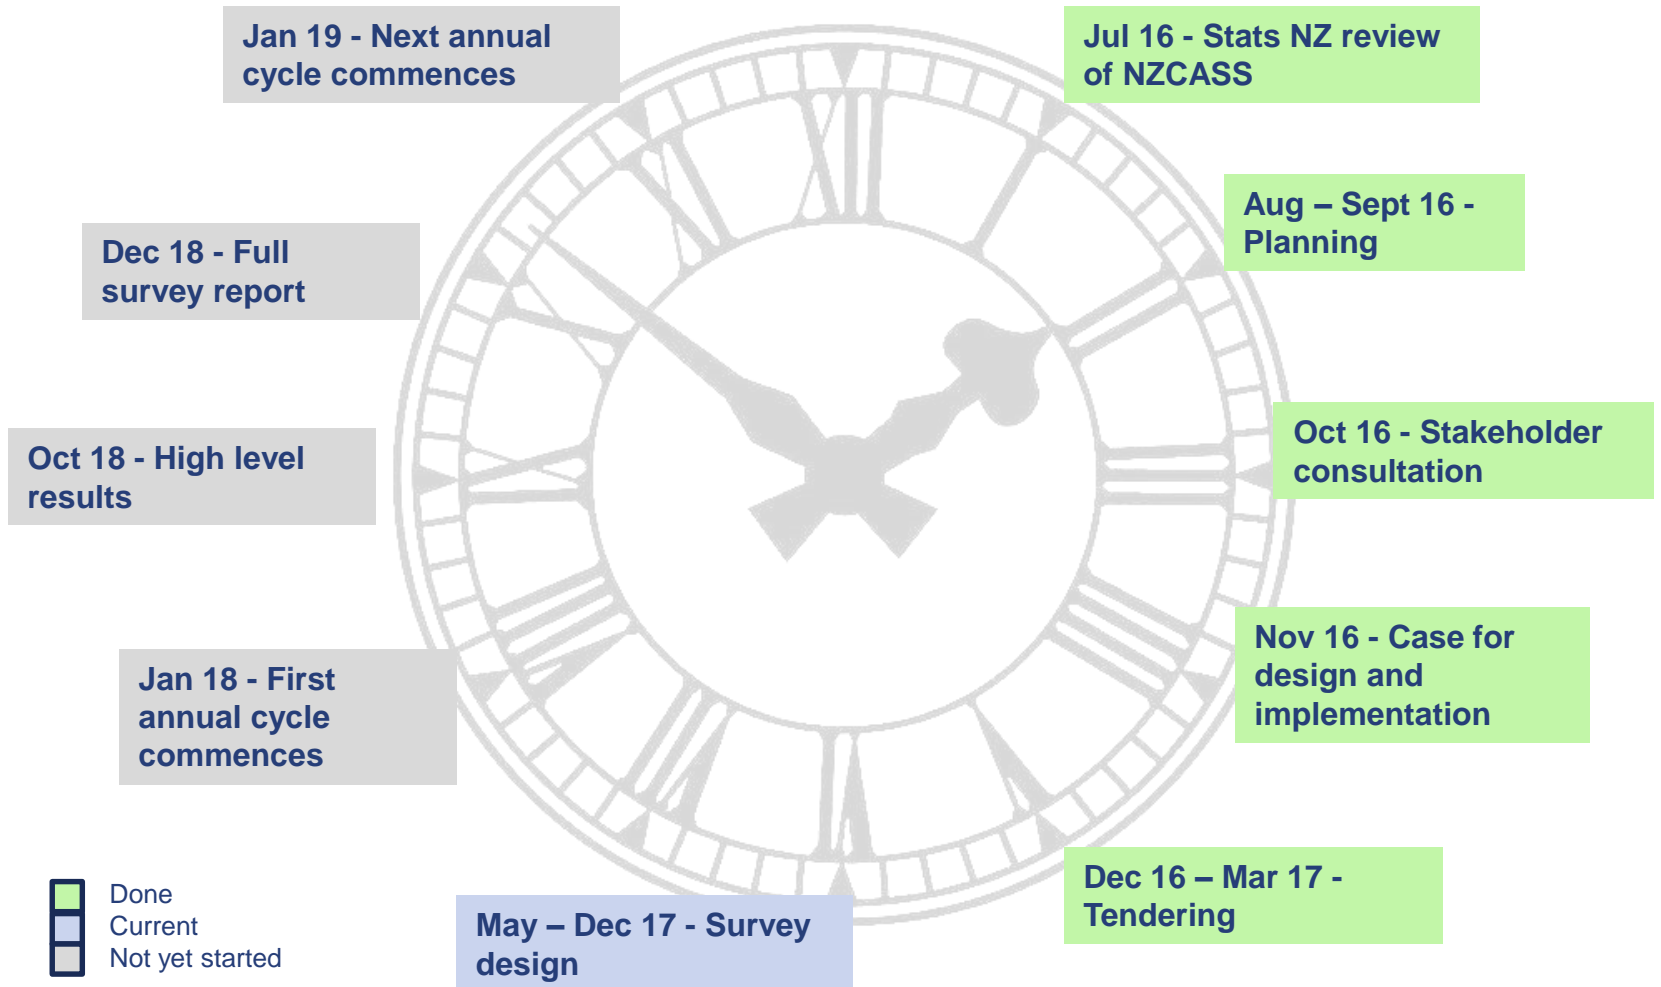 Jan 19 - Next annual
cycle commences
Jul 16 - Stats NZ review
of NZCASS
Aug – Sept 16 -
Planning
Dec 18 - Full
survey report
Oct 16 - Stakeholder
consultation
Oct 18 - High level
results
Nov 16 - Case for
design and
implementation
Jan 18 - First
annual cycle
commences
Dec 16 – Mar 17 -
Tendering
May – Dec 17 - Survey
design
Done
Current
Not yet started